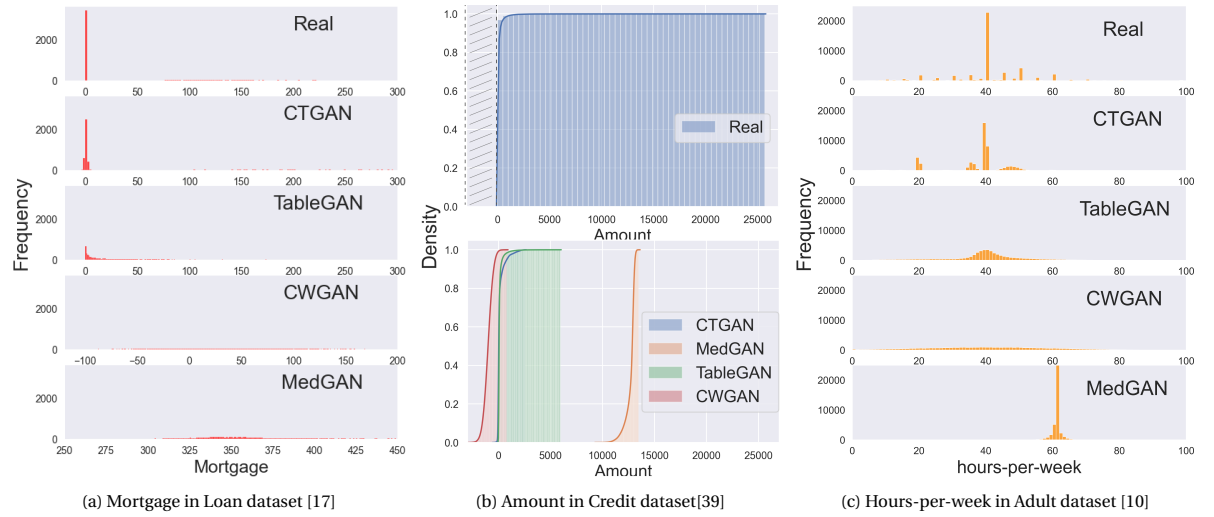 Frequency
2000
0
Real
0 50 100 150 200 250 300
2000
0
CTGAN
0 50 100 150 200 250 300
2000
0
TableGAN
−100 0 100 200 300 400 500
2000
0
CWGAN
−100 −50 0 50 100 150 200
2000
0
MedGAN
250 275 300 325 350 375 400 425 450
Mortgage
(a) Mortgage in Loan dataset [17]
Density
1.0
0.8
0.6
0.4
0.2
0.0
Real
0 5000 10000 15000 20000 25000
Amount
1.0
0.8
0.6
0.4
0.2
0.0
CTGAN
MedGAN
TableGAN
CWGAN
0 5000 10000 15000 20000 25000
Amount
(b) Amount in Credit dataset[39]
Frequency
20000
10000
0
Real
0 20 40 60 80 100
20000
10000
0
CTGAN
0 20 40 60 80 100
20000
10000
0
TableGAN
0 20 40 60 80 100
20000
10000
0
CWGAN
0 20 40 60 80 100
20000
10000
0
MedGAN
0 20 40 60 80 100
hours-per-week
(c) Hours-per-week in Adult dataset [10]